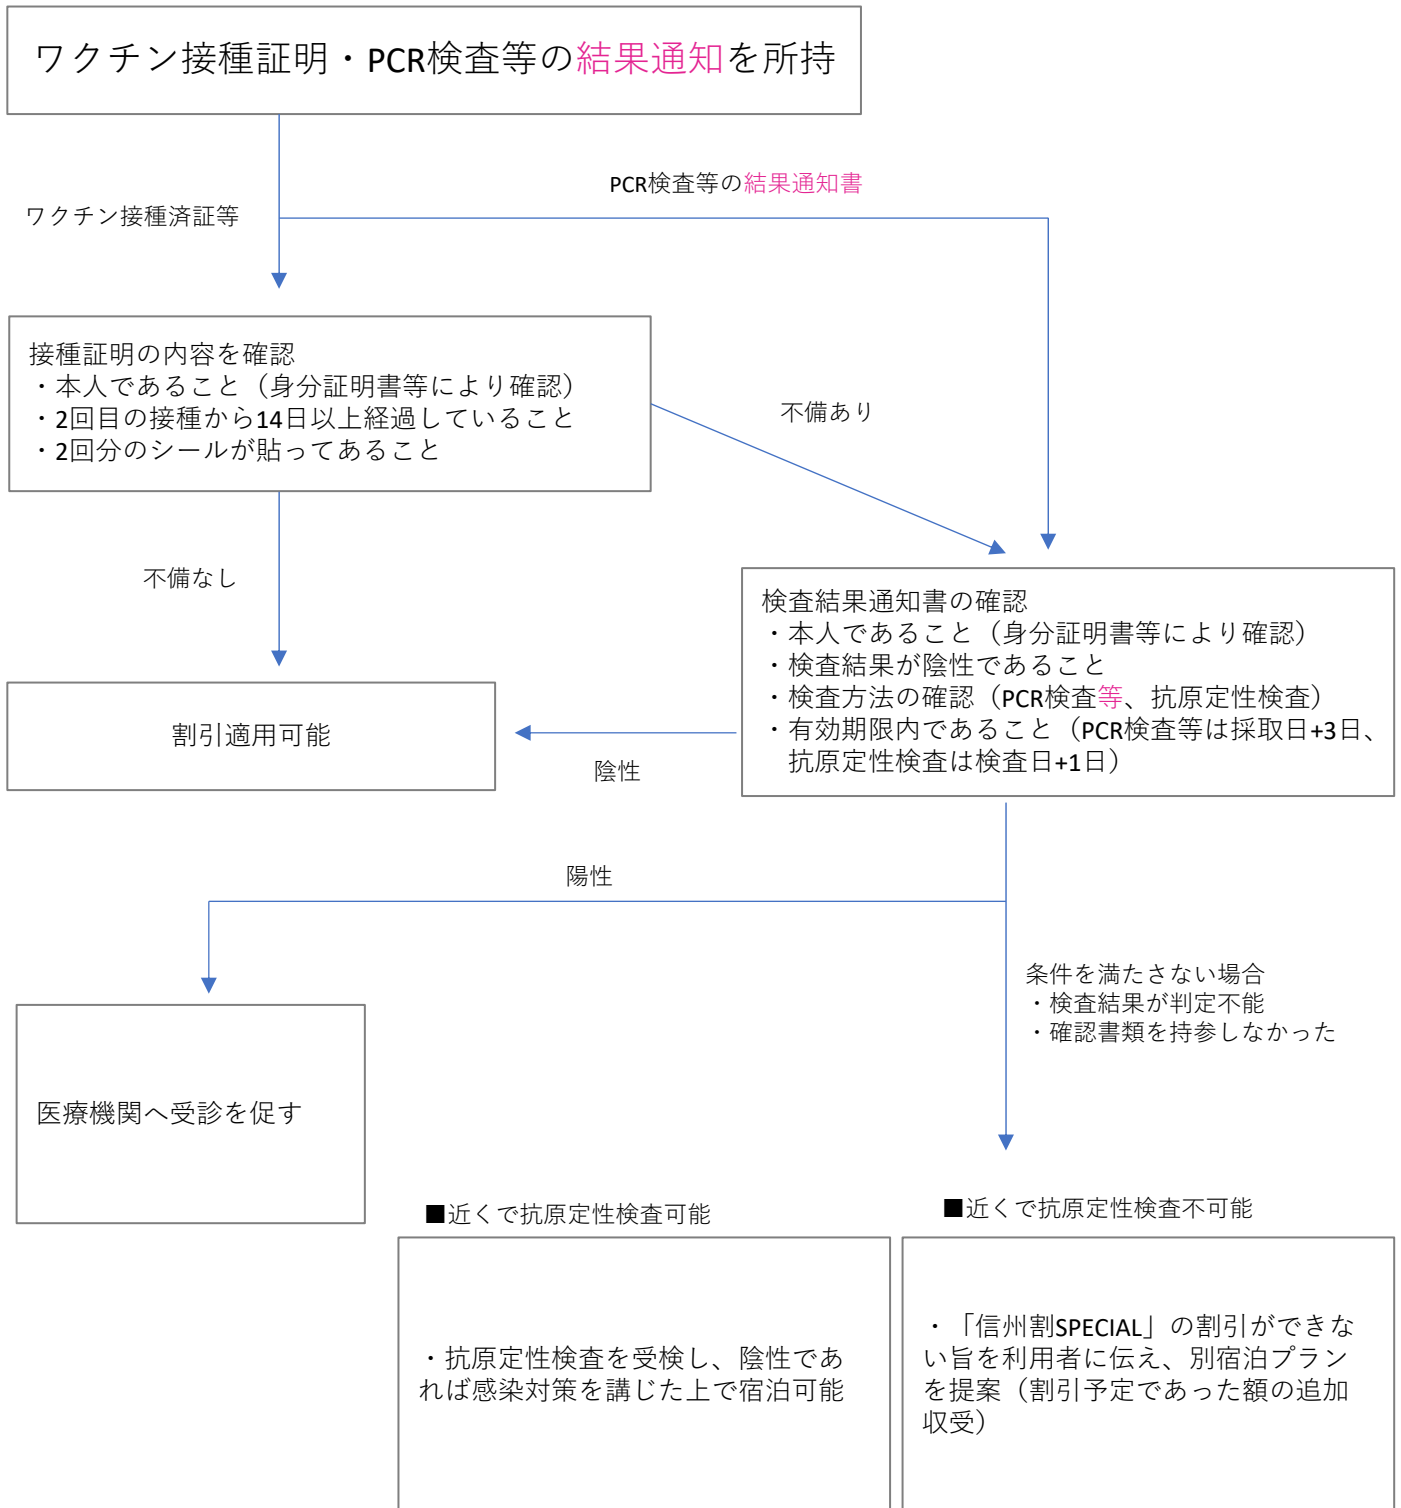 ワクチン接種証明・PCR検査等の結果通知を所持
PCR検査等の結果通知書
ワクチン接種済証等
接種証明の内容を確認
・本人であること（身分証明書等により確認）
・2回目の接種から14日以上経過していること
・2回分のシールが貼ってあること
不備あり
不備なし
検査結果通知書の確認
・本人であること（身分証明書等により確認）
・検査結果が陰性であること
・検査方法の確認（PCR検査等、抗原定性検査）
・有効期限内であること（PCR検査等は採取日+3日、
抗原定性検査は検査日+1日）
割引適用可能
陰性
陽性
条件を満たさない場合
・検査結果が判定不能
・確認書類を持参しなかった
医療機関へ受診を促す
■近くで抗原定性検査可能
・抗原定性検査を受検し、陰性であ
れば感染対策を講じた上で宿泊可能
■近くで抗原定性検査不可能
・「信州割SPECIAL」の割引ができな
い旨を利用者に伝え、別宿泊プラン
を提案（割引予定であった額の追加
収受）